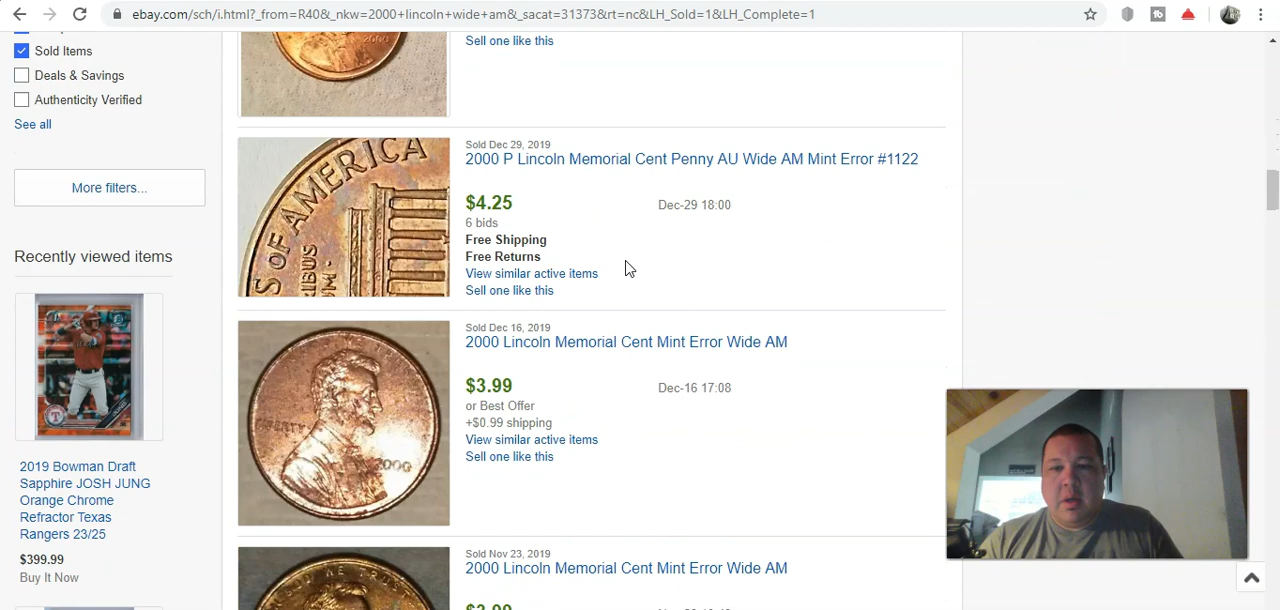 ebay.com/sch/i.html?_from=R40&_nkw=2000+lincoln+wide+am&_sacat=31373&rt=nc&LH_Sold=1&LH_Complete=1
Sold Items
Deals & Savings
Authenticity Verified
See all
More filters...
Recently viewed items
2019 Bowman Draft
Sapphire JOSH JUNG
Orange Chrome
Refractor Texas
Rangers 23/25
$399.99
Buy It Now
Sell one like this
Sold Dec 29, 2019
2000 P Lincoln Memorial Cent Penny AU Wide AM Mint Error #1122
$4.25
Dec-29 18:00
6 bids
Free Shipping
Free Returns
View similar active items
Sell one like this
S OF AMERICA
Sold Dec 16, 2019
2000 Lincoln Memorial Cent Mint Error Wide AM
$3.99
Dec-16 17:08
or Best Offer
+$0.99 shipping
View similar active items
Sell one like this
LIBERTY
2000
Sold Nov 23, 2019
2000 Lincoln Memorial Cent Mint Error Wide AM